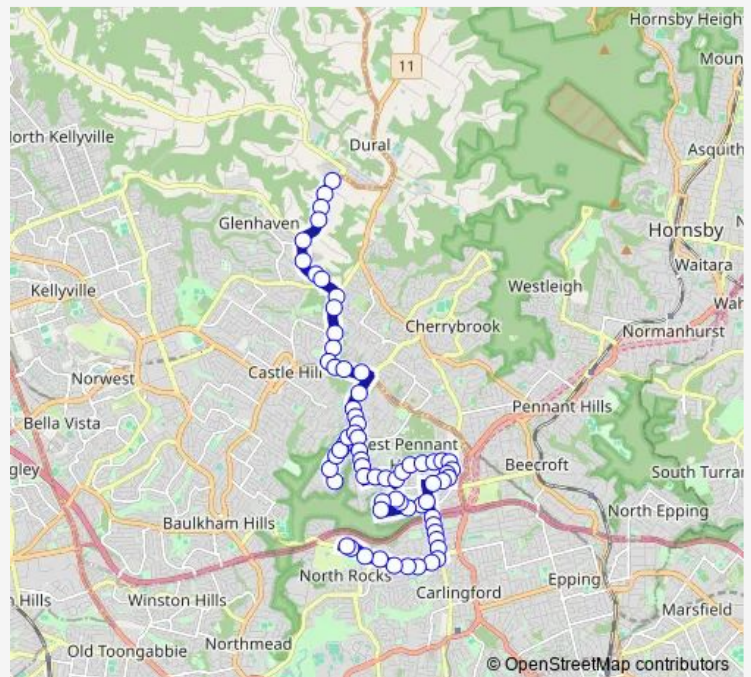 Hornsby Heigh
Moun
11
Dural
North Kellyville
Asquith
Glenhaven
Hornsby
Waitara
Kellyville
Westleigh
Wah
Cherrybrook
Normanhurst
Castle Hill
Norwest
Pennant Hills
Bella Vista
est Pennant
H
gley
Beecroft
South Turra
North Epping
Baulkham Hills
North Rocks
Epping
Carlingford
Hills
Winston Hills
Marsfield
Northmead
Old Toongabbie
© OpenStreetMap contributors